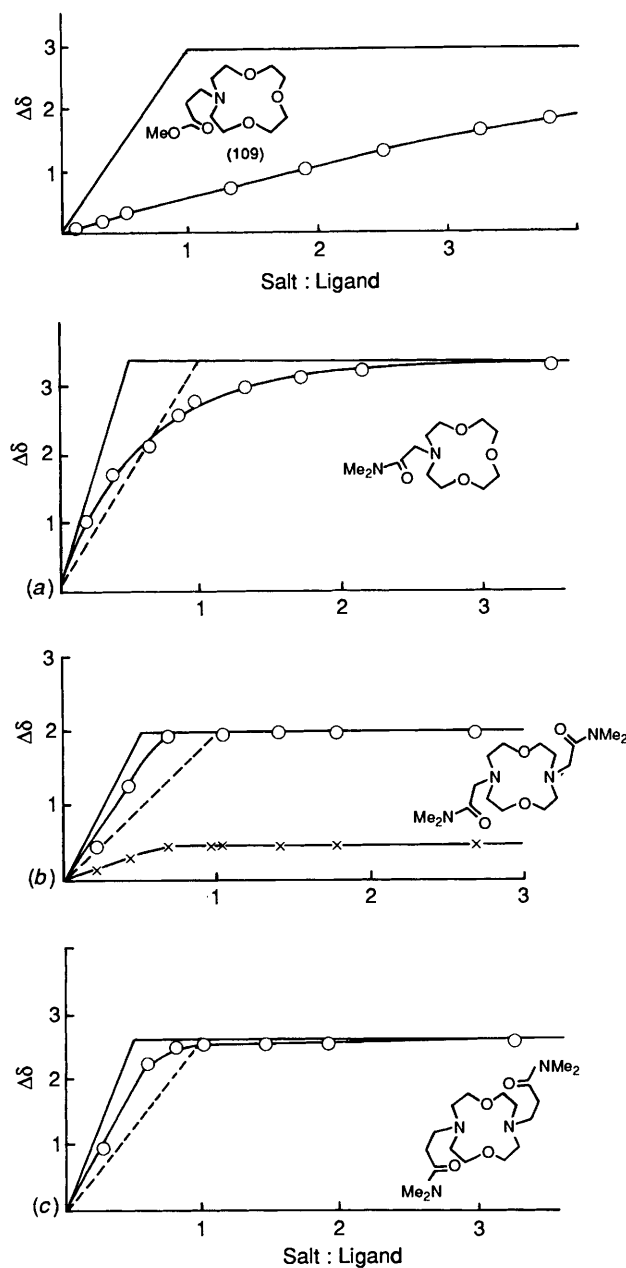 3
2
1
Δδ
N
O
O
O
MeO
O
(109)
1
2
3
Salt : Ligand
3
2
1
Δδ
(a)
O
N
O
O
Me2N
O
1
2
3
3
2
1
Δδ
(b)
O
NMe2
O
N
N
O
Me2N
O
1
2
3
3
2
1
Δδ
(c)
NMe2
O
O
N
N
O
O
Me2N
1
2
3
Salt : Ligand